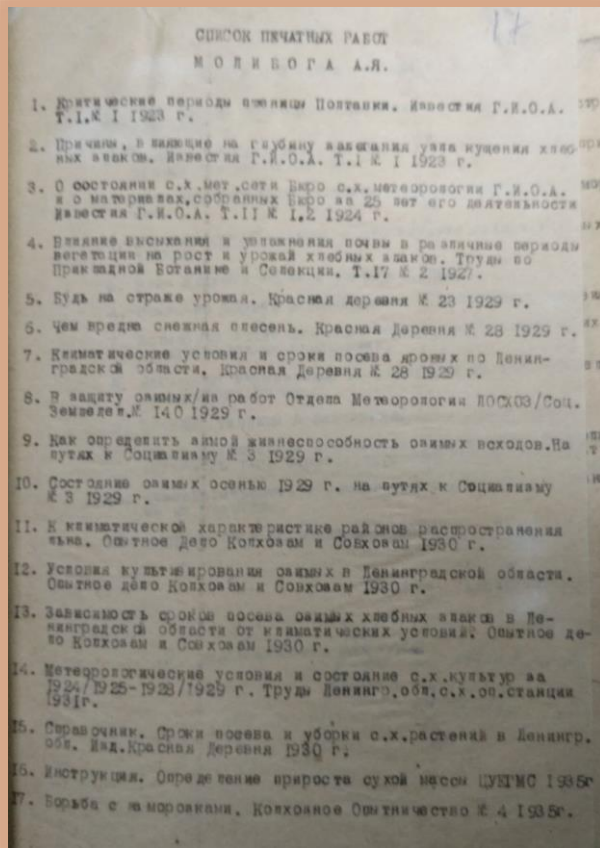 17
СПИСОК ПЕЧАТНЫХ РАБОТ
МОЛИБОГА А.Я.
1. Критические периоды пшеницы Полтавки. Известия Г.И.О.А.
Т.I.№ I 1923 г.
2. Причины, влияющие на глубину залегания узла кущения хлеб-
ных злаков. Известия Г.И.О.А. Т.I № I 1923 г.
3. О состоянии с.х.мет.сети Бюро с.х.метеорологии Г.И.О.А.
и о материалах,собранных Бюро за 25 лет его деятельности
Известия Г.И.О.А. Т.II № 1,2 1924 г.
4. Влияние высыхания и увлажнения почвы в различные периоды
вегетации на рост и урожай хлебных злаков. Труды по
Прикладной Ботанике и Селекции. Т.17 № 2 1927.
5. Будь на страже урожая. Красная деревня № 23 1929 г.
6. Чем вредна снежная плесень. Красная Деревня № 28 1929 г.
7. Климатические условия и сроки посева яровых по Ленин-
градской области. Красная Деревня № 28 1929 г.
8. В защиту озимых/из работ Отдела Метеорологии ЛОСХОЗ/Соц.
Земледел.№ 140 1929 г.
9. Как определить зимой жизнеспособность озимых всходов.На
путях к Социализму № 3 1929 г.
10. Состояние озимых осенью 1929 г. на путях к Социализму
№ 3 1929 г.
11. К климатической характеристике районов распространения
льна. Опытное Дело Колхозам и Совхозам 1930 г.
12. Условия культивирования озимых в Ленинградской области.
Опытное дело Колхозам и Совхозам 1930 г.
13. Зависимость сроков посева озимых хлебных злаков в Ле-
нинградской области от климатических условий. Опытное де-
ло Колхозам и Совхозам 1930 г.
14. Метеорологические условия и состояние с.х.культур за
1924/1925-1928/1929 г. Труды Ленингр.обл.с.х.оп.станции
1931г.
15. Справочник. Сроки посева и уборки с.х.растений в Ленингр.
обл. Изд.Красная Деревня 1930 г.
16. Инструкция. Определение прироста сухой массы ЦУЕГМС 1935г
17. Борьба с заморозками. Колхозное Опытничество № 4 1935г.